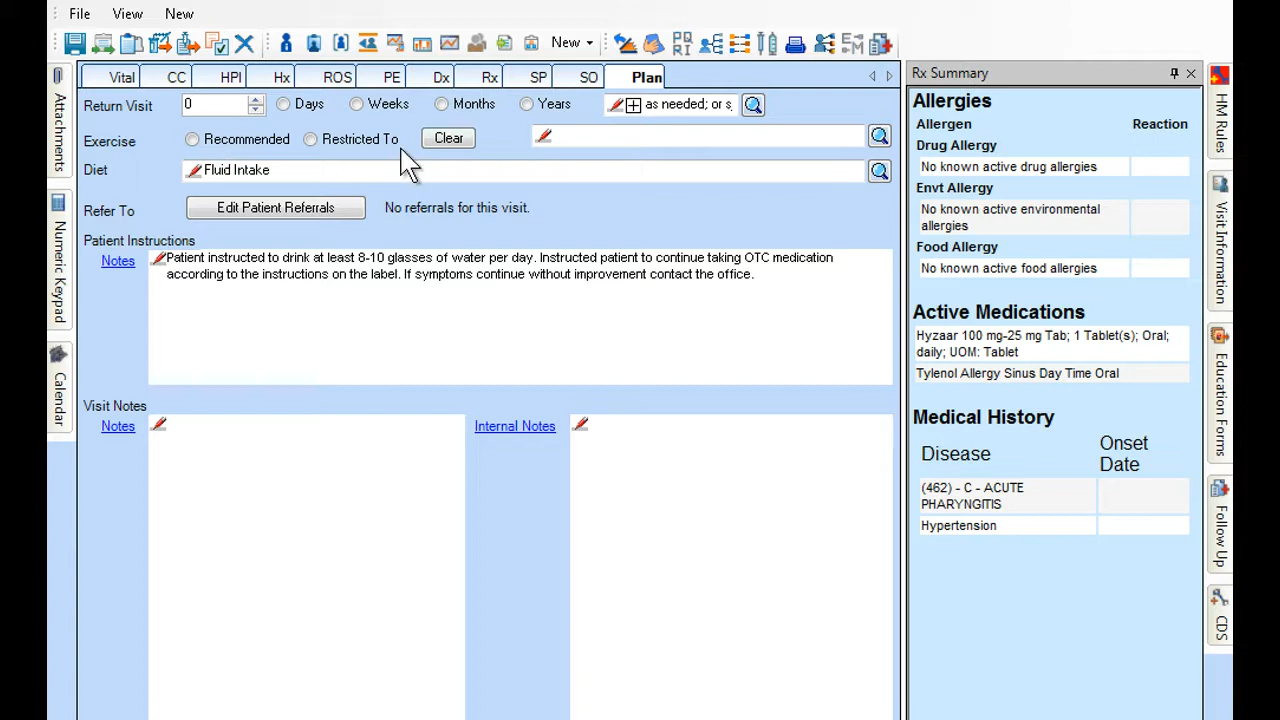 File View New
PQRI EM New
Attachments
Numeric Keypad
Calendar
Vital CC HPI Hx ROS PE Dx Rx SP SO Plan
Return Visit 0 Days Weeks Months Years as needed; or s
Exercise Recommended Restricted To Clear
Diet Fluid Intake
Refer To Edit Patient Referrals No referrals for this visit.
Patient Instructions
Notes Patient instructed to drink at least 8-10 glasses of water per day. Instructed patient to continue taking OTC medication
according to the instructions on the label. If symptoms continue without improvement contact the office.
Visit Notes
Notes Internal Notes
Rx Summary
Allergies
Allergen Reaction
Drug Allergy
No known active drug allergies
Envt Allergy
No known active environmental
allergies
Food Allergy
No known active food allergies
Active Medications
Hyzaar 100 mg-25 mg Tab; 1 Tablet(s); Oral;
daily; UOM: Tablet
Tylenol Allergy Sinus Day Time Oral
Medical History
Disease Onset
Date
(462) - C - ACUTE
PHARYNGITIS
Hypertension
HM Rules
Visit Information
Education Forms
Follow Up
CDS